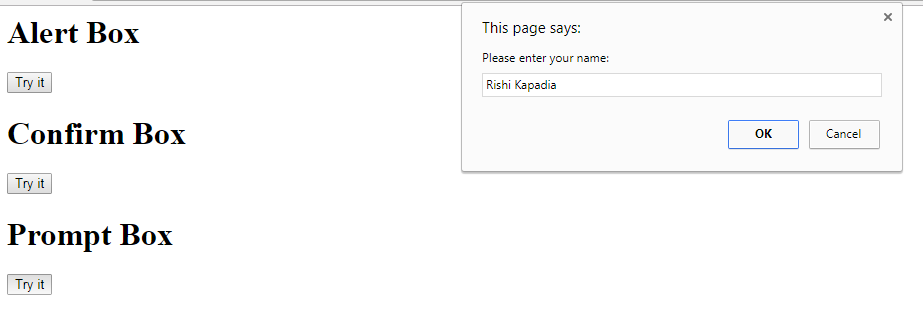 Alert Box
Try it
Confirm Box
Try it
Prompt Box
Try it
This page says:
Please enter your name:
Rishi Kapadia
OK Cancel